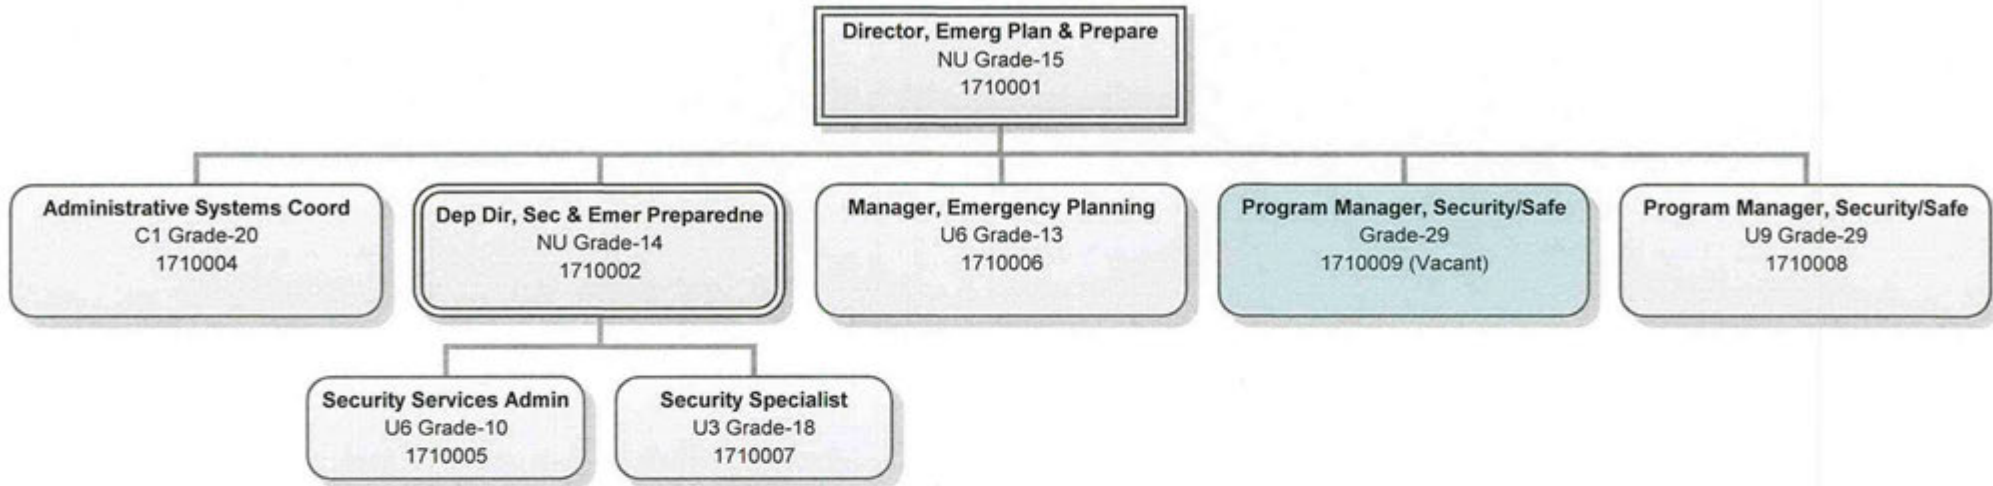 Director, Emerg Plan & Prepare
NU Grade-15
1710001
Administrative Systems Coord
C1 Grade-20
1710004
Dep Dir, Sec & Emer Preparedne
NU Grade-14
1710002
Manager, Emergency Planning
U6 Grade-13
1710006
Program Manager, Security/Safe
Grade-29
1710009 (Vacant)
Program Manager, Security/Safe
U9 Grade-29
1710008
Security Services Admin
U6 Grade-10
1710005
Security Specialist
U3 Grade-18
1710007